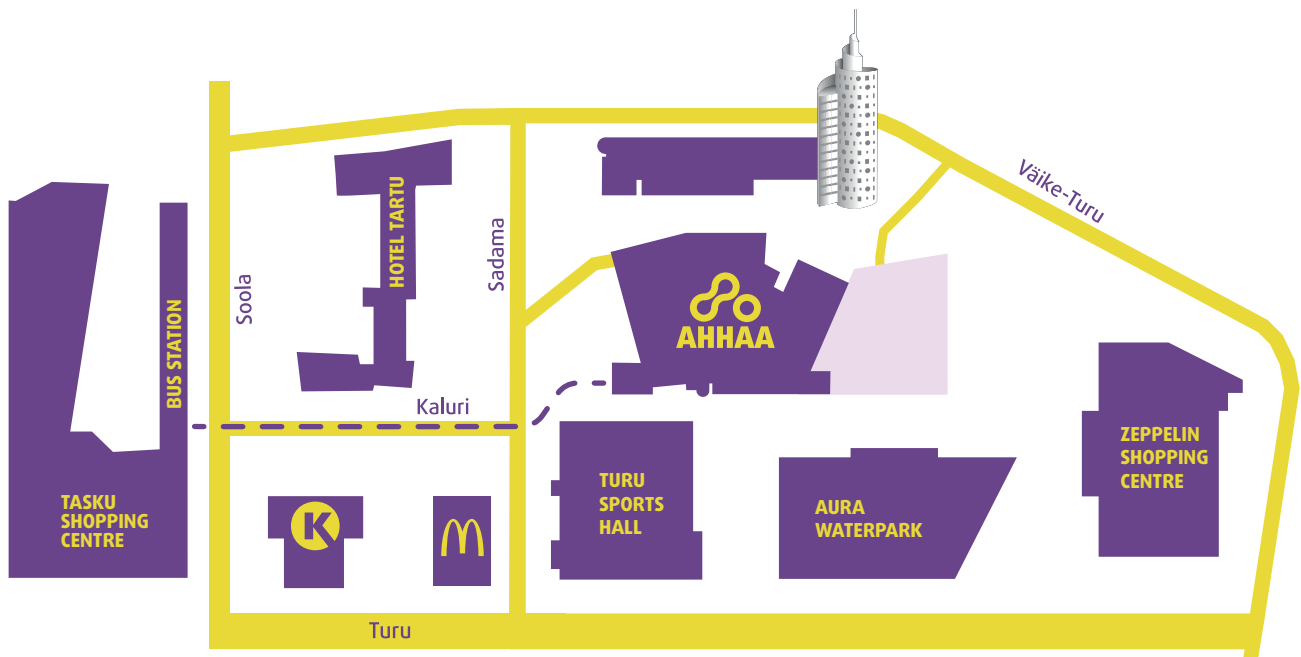 Väike-Turu
HOTEL TARTU
Sadama
Soola
BUS STATION
AHHAA
Kaluri
TASKU
SHOPPING
CENTRE
K
TURU
SPORTS
HALL
AURA
WATERPARK
ZEPPELIN
SHOPPING
CENTRE
Turu